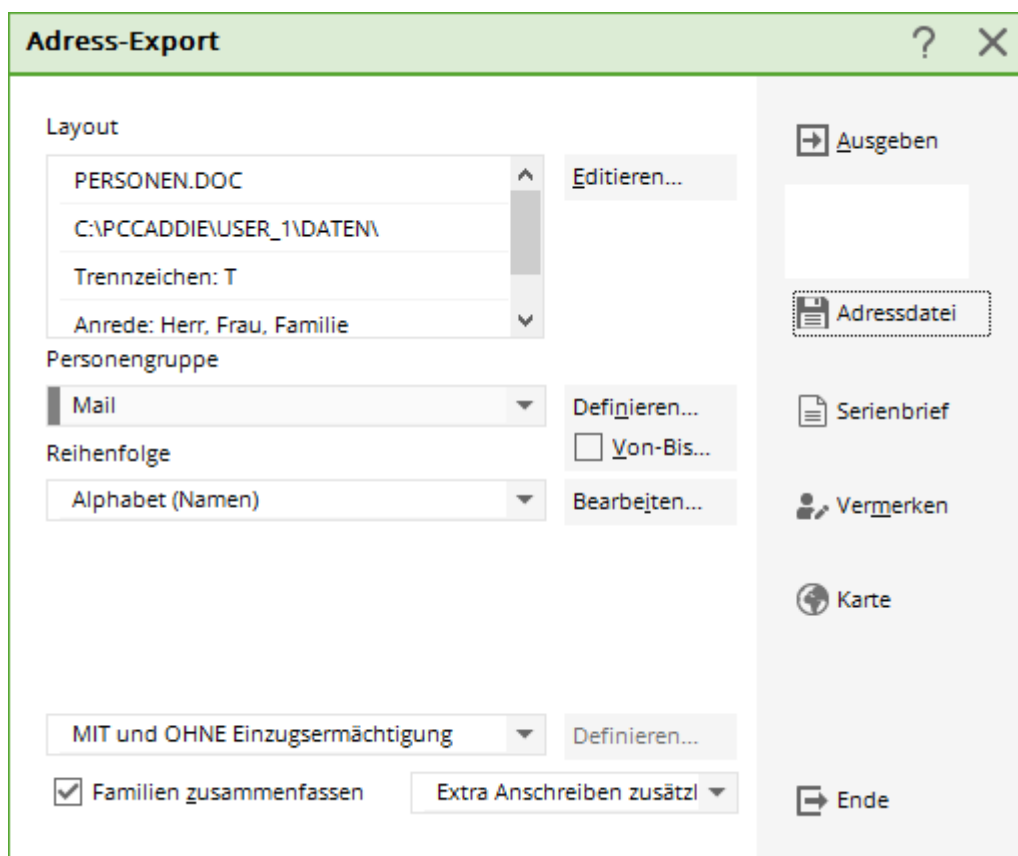 Adress-Export
Layout
PERSONEN.DOC
C:\PCCADDIE\USER_1\DATEN\
Trennzeichen: T
Anrede: Herr, Frau, Familie
Editieren...
Personengruppe
Mail
Definieren...
Von-Bis...
Reihenfolge
Alphabet (Namen)
Bearbeiten...
MIT und OHNE Einzugsermächtigung
Definieren...
Familien zusammenfassen
Extra Anschreiben zusätzl
Ausgeben
Adressdatei
Serienbrief
Vermerken
Karte
Ende